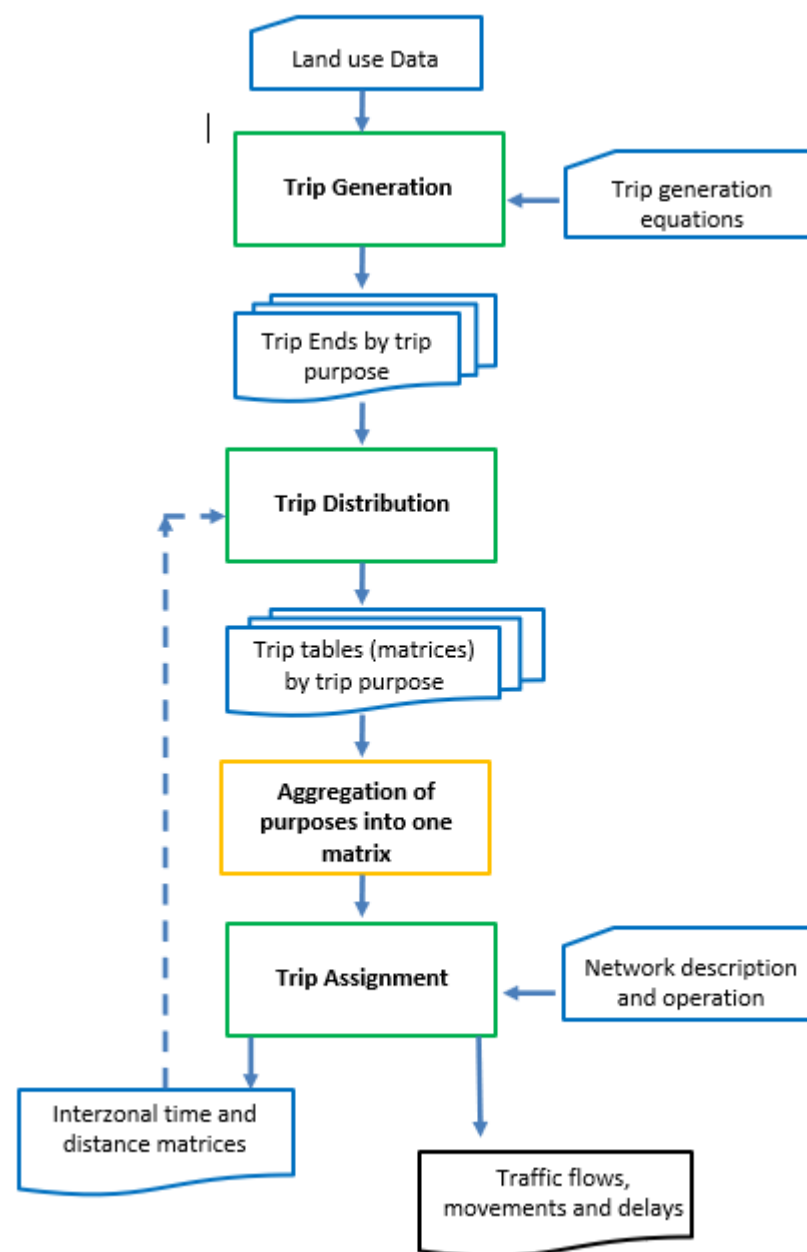 Land use Data
Trip Generation
Trip generation
equations
Trip Ends by trip
purpose
Trip Distribution
Trip tables (matrices)
by trip purpose
Aggregation of
purposes into one
matrix
Trip Assignment
Network description
and operation
Interzonal time and
distance matrices
Traffic flows,
movements and delays